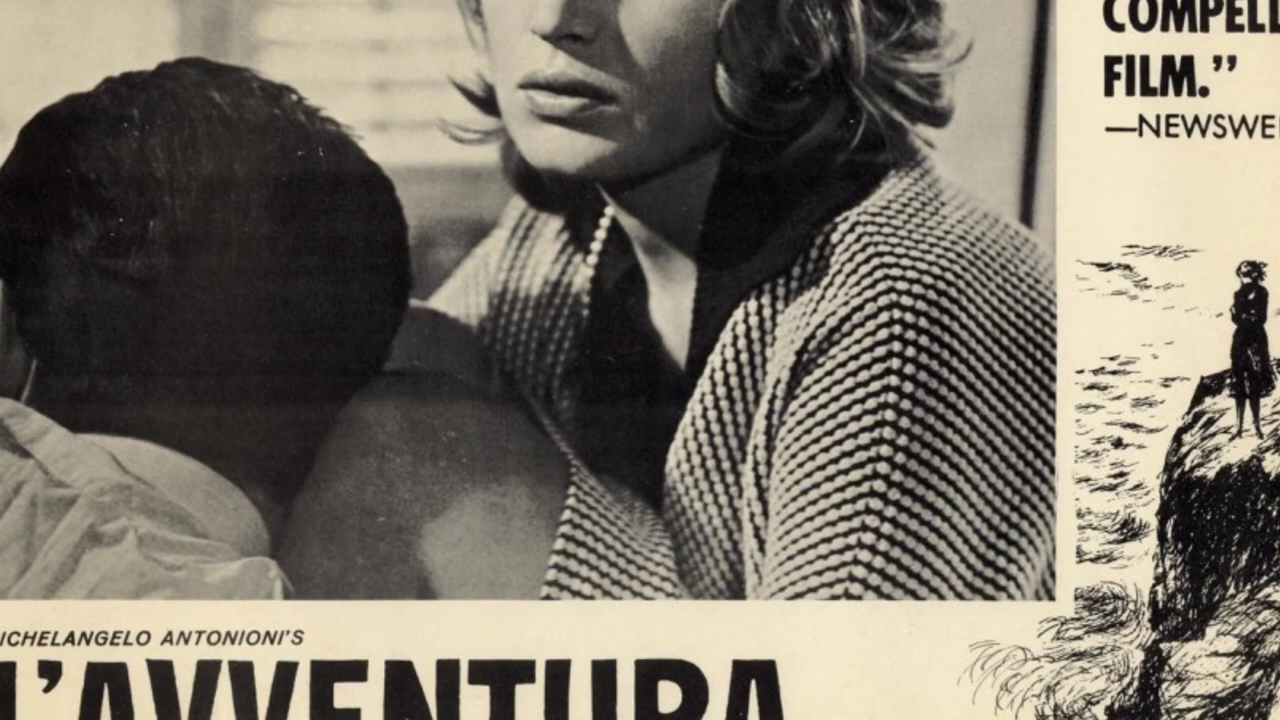 COMPELL
FILM.”
—NEWSWE
ICHELANGELO ANTONIONI’S
L’AVVENTURA